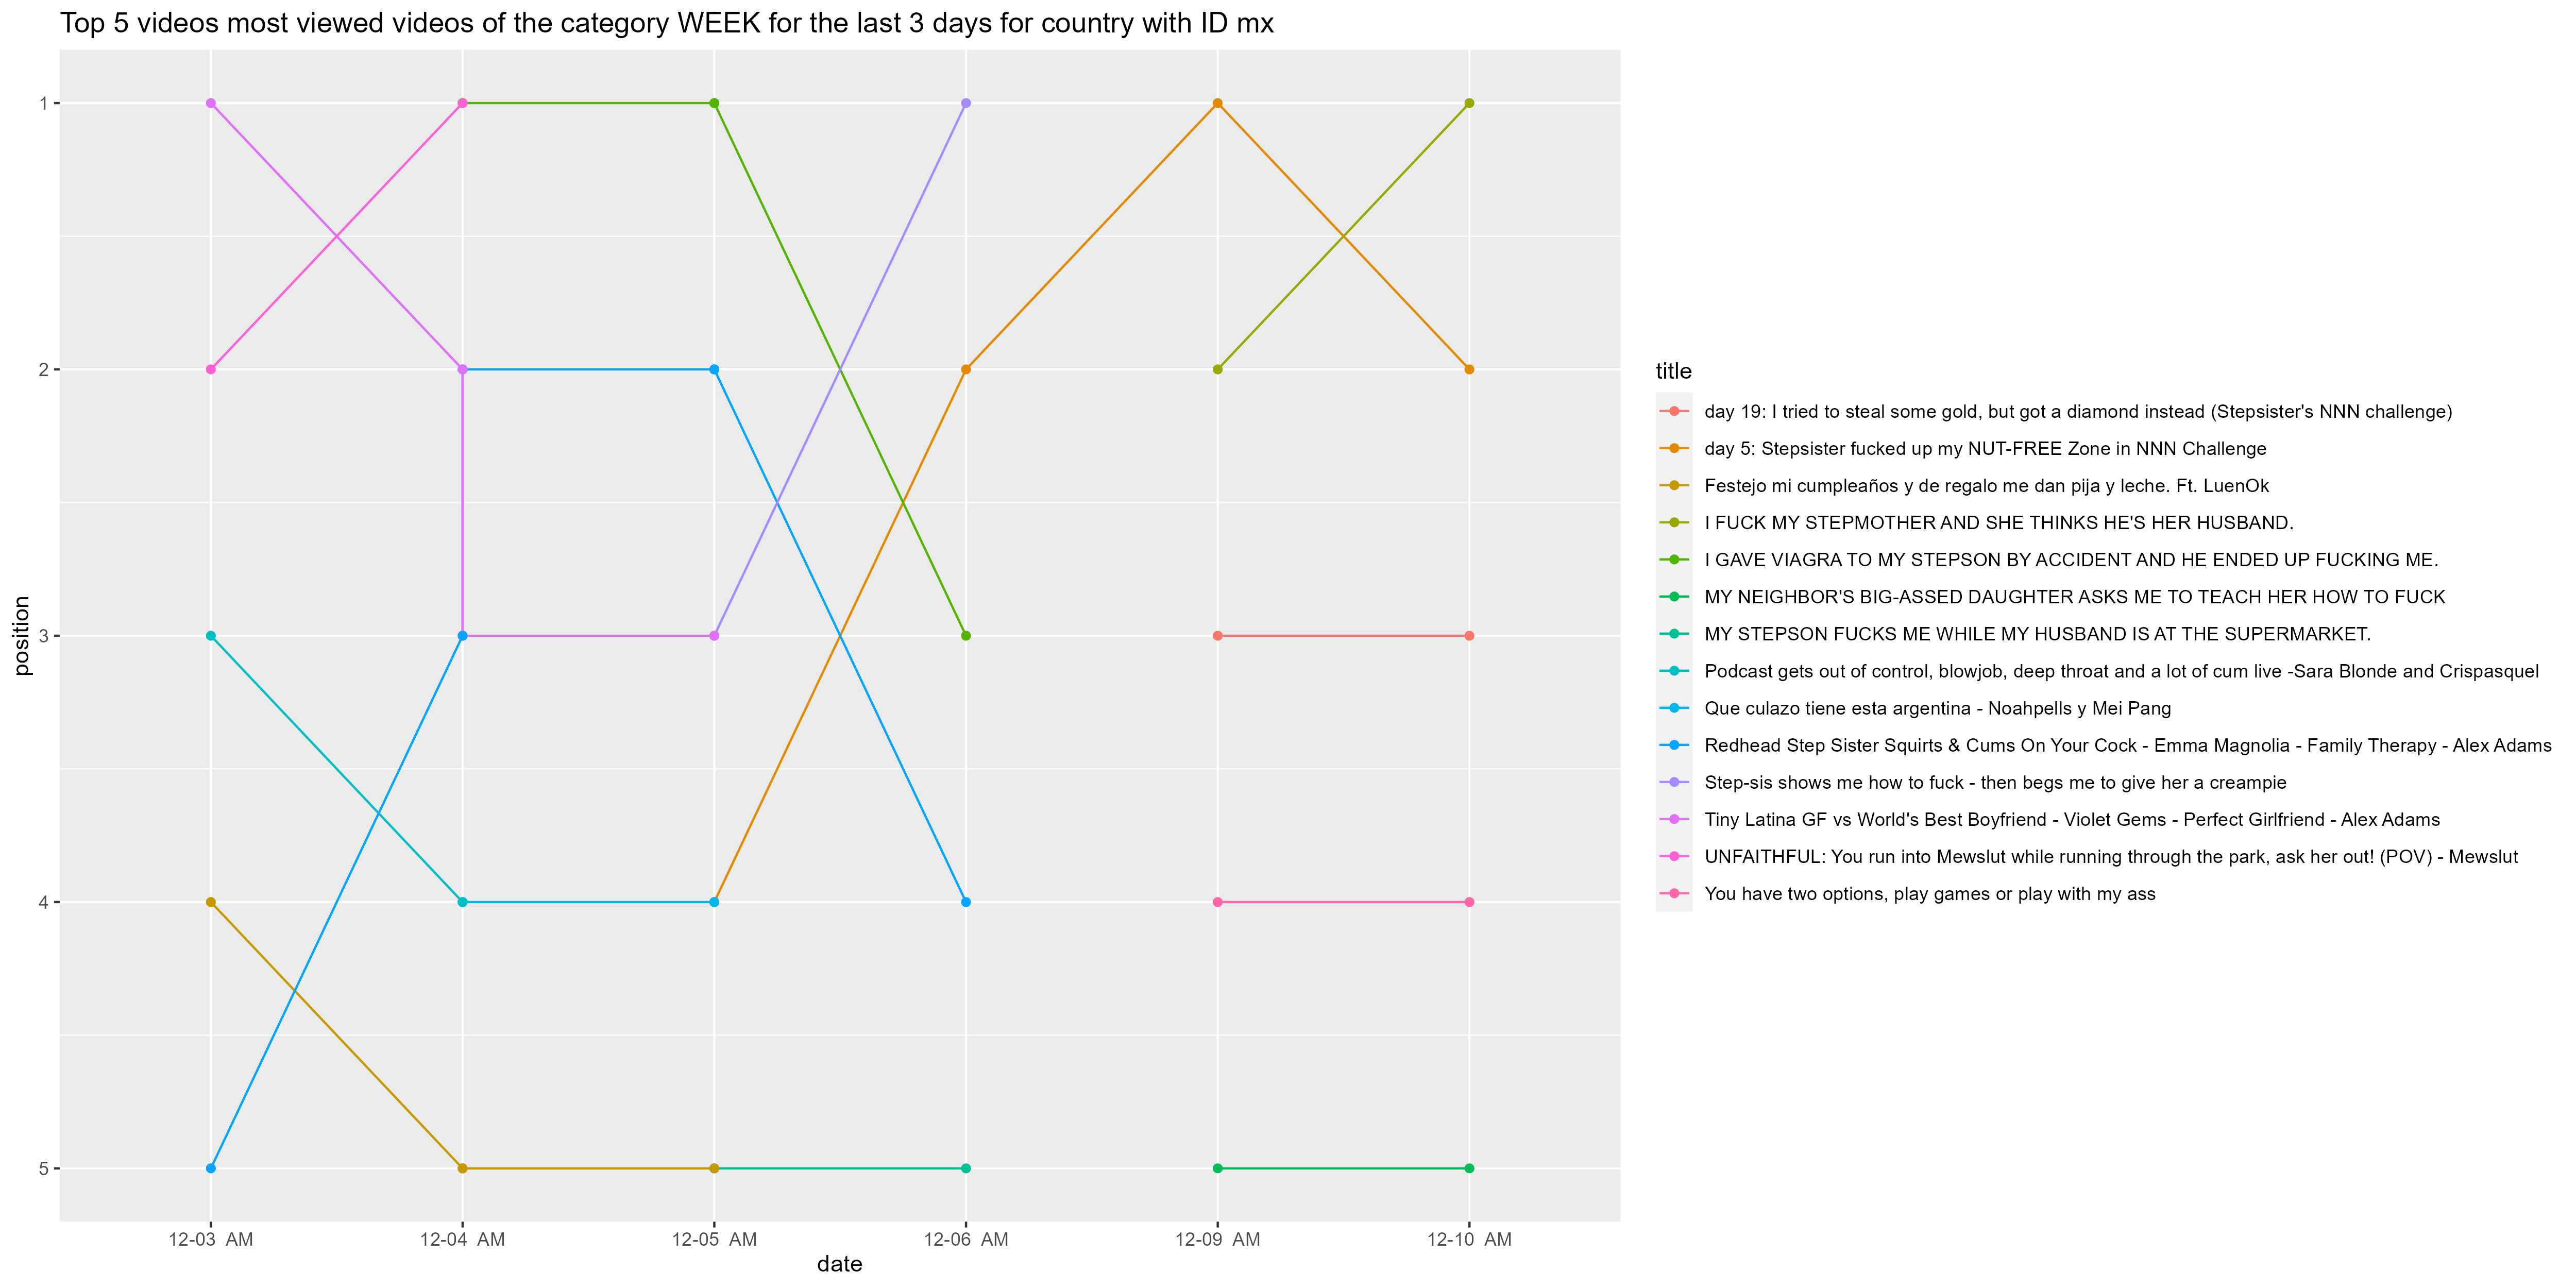 Top 5 videos most viewed videos of the category WEEK for the last 3 days for country with ID mx
position
1
2
3
4
5
12-03 AM
12-04 AM
12-05 AM
12-06 AM
12-09 AM
12-10 AM
date
title
day 19: I tried to steal some gold, but got a diamond instead (Stepsister's NNN challenge)
day 5: Stepsister fucked up my NUT-FREE Zone in NNN Challenge
Festejo mi cumpleaños y de regalo me dan pija y leche. Ft. LuenOk
I FUCK MY STEPMOTHER AND SHE THINKS HE'S HER HUSBAND.
I GAVE VIAGRA TO MY STEPSON BY ACCIDENT AND HE ENDED UP FUCKING ME.
MY NEIGHBOR'S BIG-ASSED DAUGHTER ASKS ME TO TEACH HER HOW TO FUCK
MY STEPSON FUCKS ME WHILE MY HUSBAND IS AT THE SUPERMARKET.
Podcast gets out of control, blowjob, deep throat and a lot of cum live -Sara Blonde and Crispasquel
Que culazo tiene esta argentina - Noahpells y Mei Pang
Redhead Step Sister Squirts & Cums On Your Cock - Emma Magnolia - Family Therapy - Alex Adams
Step-sis shows me how to fuck - then begs me to give her a creampie
Tiny Latina GF vs World's Best Boyfriend - Violet Gems - Perfect Girlfriend - Alex Adams
UNFAITHFUL: You run into Mewslut while running through the park, ask her out! (POV) - Mewslut
You have two options, play games or play with my ass